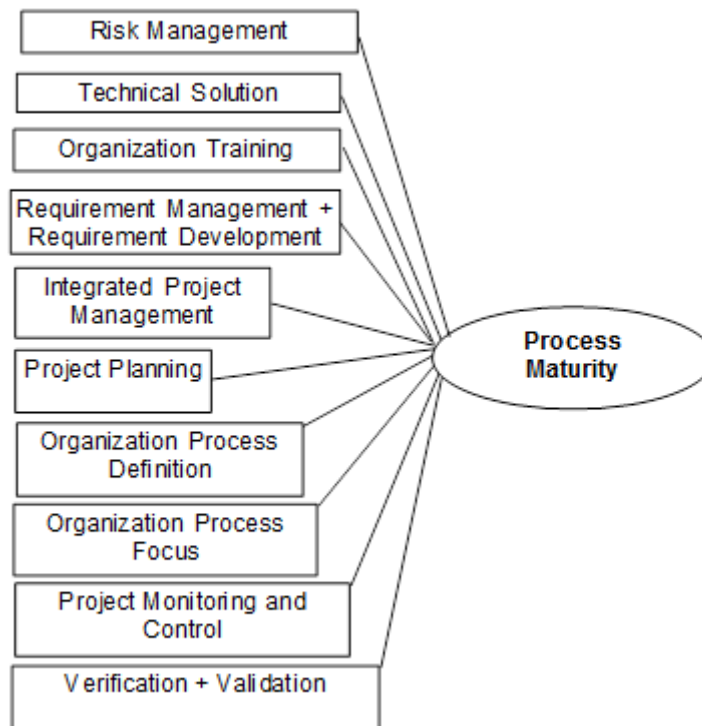 Risk Management
Technical Solution
Organization Training
Requirement Management +
Requirement Development
Integrated Project
Management
Project Planning
Organization Process
Definition
Organization Process
Focus
Project Monitoring and
Control
Verification + Validation
Process
Maturity